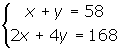 x + y = 58
2x + 4y = 168